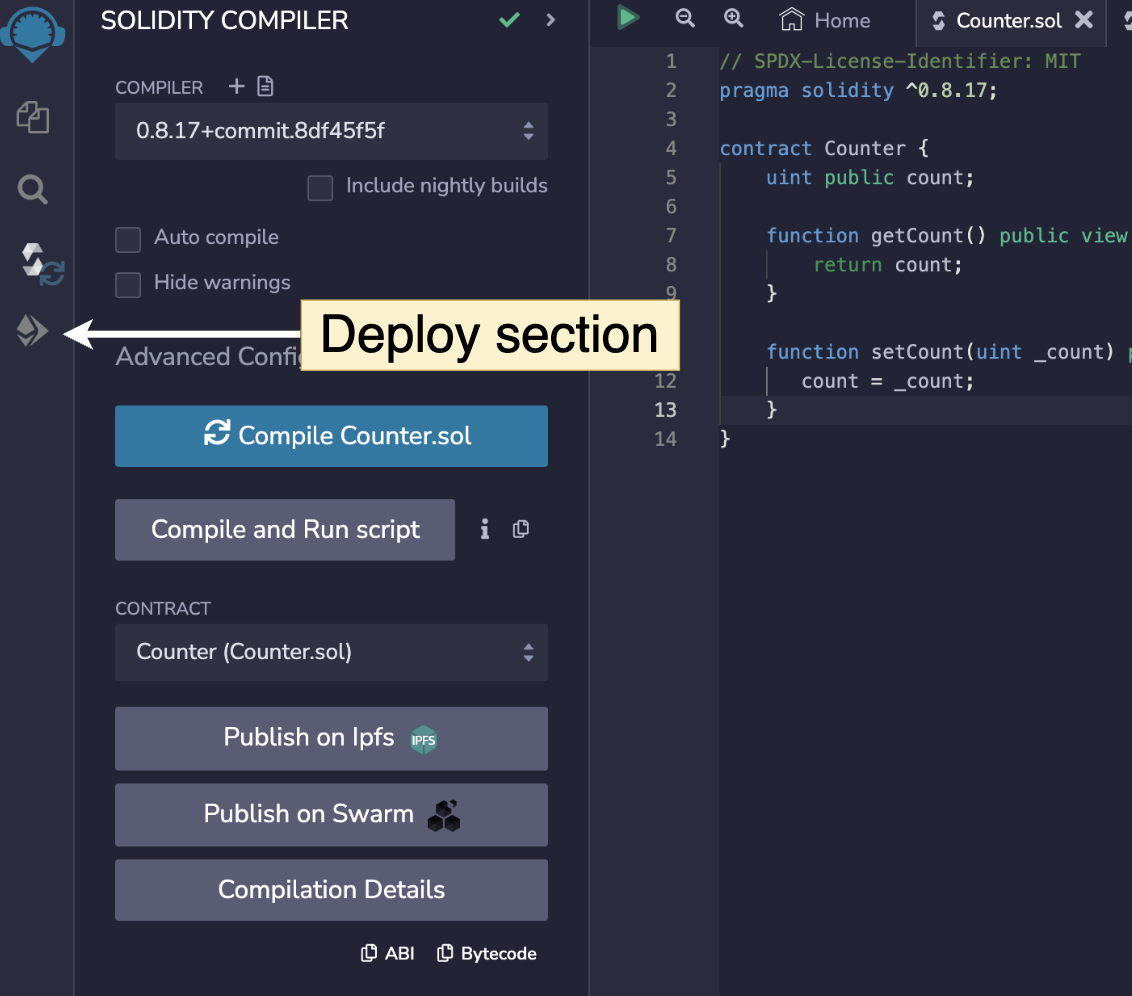 SOLIDITY COMPILER
COMPILER
0.8.17+commit.8df45f5f
Include nightly builds
Auto compile
Hide warnings
Deploy section
Advanced Confi
Compile Counter.sol
Compile and Run script
CONTRACT
Counter (Counter.sol)
Publish on Ipfs IPFS
Publish on Swarm
Compilation Details
ABI Bytecode
Home Counter.sol
1 // SPDX-License-Identifier: MIT
2 pragma solidity ^0.8.17;
3
4 contract Counter {
5 uint public count;
6
7 function getCount() public view
8 return count;
9 }
function setCount(uint _count) p
12 count = _count;
13 }
14 }